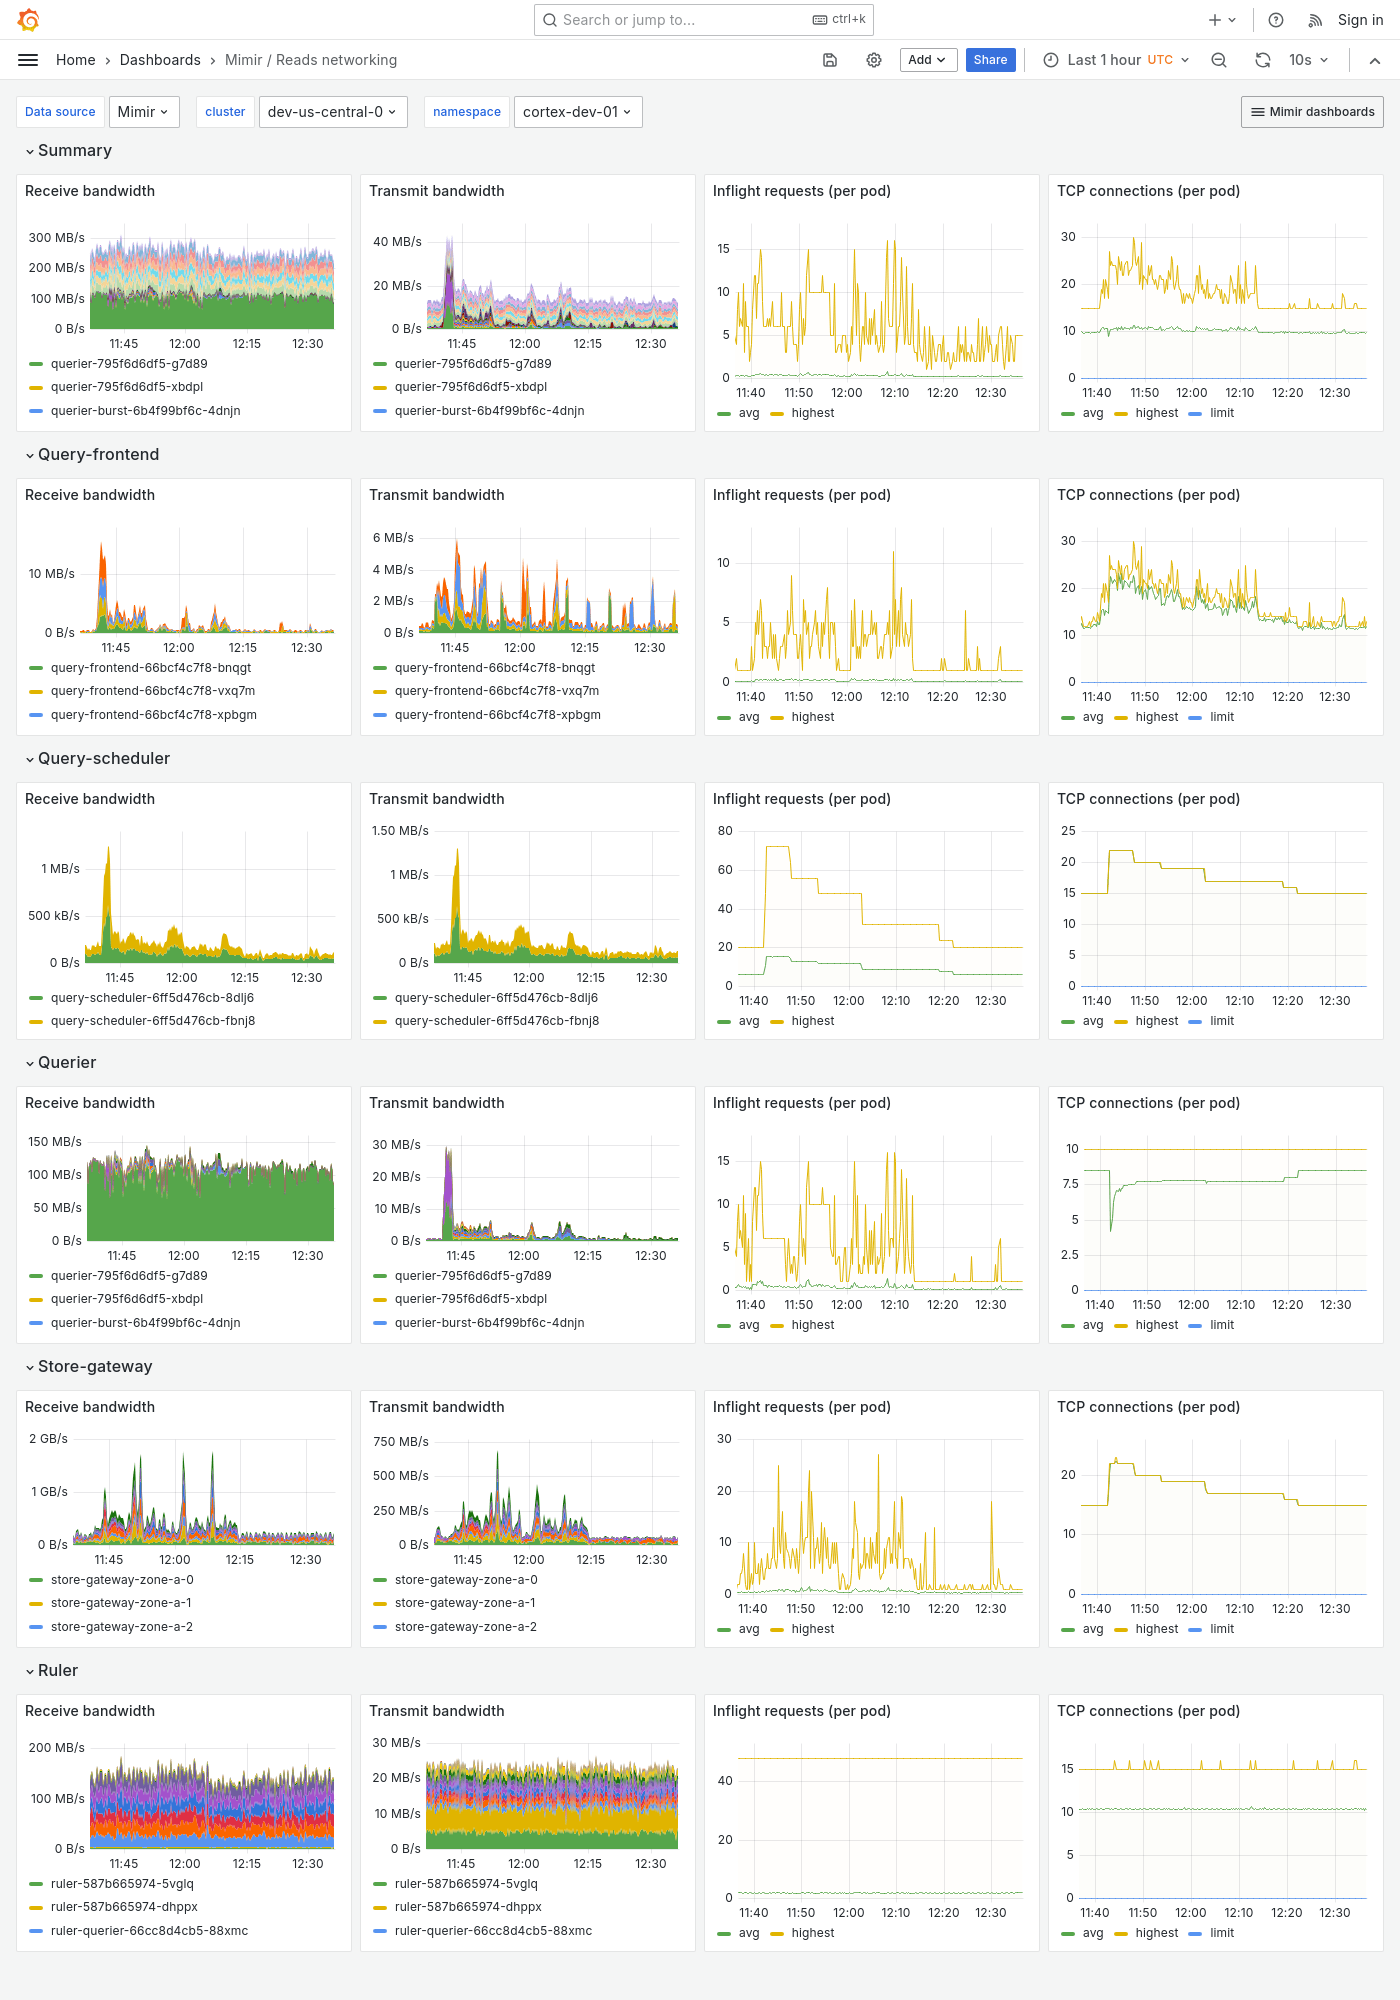 Search or jump to...
ctrl+k
Sign in
Home > Dashboards > Mimir / Reads networking
Add
Share
Last 1 hour UTC
10s
Data source
Mimir
cluster
dev-us-central-0
namespace
cortex-dev-01
Mimir dashboards
Summary
Receive bandwidth
300 MB/s
200 MB/s
100 MB/s
0 B/s
11:45 12:00 12:15 12:30
querier-795f6d6df5-g7d89
querier-795f6d6df5-xbdpl
querier-burst-6b4f99bf6c-4dnjn
Transmit bandwidth
40 MB/s
20 MB/s
0 B/s
11:45 12:00 12:15 12:30
querier-795f6d6df5-g7d89
querier-795f6d6df5-xbdpl
querier-burst-6b4f99bf6c-4dnjn
Inflight requests (per pod)
15
10
5
0
11:40 11:50 12:00 12:10 12:20 12:30
avg highest
TCP connections (per pod)
30
20
10
0
11:40 11:50 12:00 12:10 12:20 12:30
avg highest limit
Query-frontend
Receive bandwidth
10 MB/s
0 B/s
11:45 12:00 12:15 12:30
query-frontend-66bcf4c7f8-bnqgt
query-frontend-66bcf4c7f8-vxq7m
query-frontend-66bcf4c7f8-xpbgm
Transmit bandwidth
6 MB/s
4 MB/s
2 MB/s
0 B/s
11:45 12:00 12:15 12:30
query-frontend-66bcf4c7f8-bnqgt
query-frontend-66bcf4c7f8-vxq7m
query-frontend-66bcf4c7f8-xpbgm
Inflight requests (per pod)
10
5
0
11:40 11:50 12:00 12:10 12:20 12:30
avg highest
TCP connections (per pod)
30
20
10
0
11:40 11:50 12:00 12:10 12:20 12:30
avg highest limit
Query-scheduler
Receive bandwidth
1 MB/s
500 kB/s
0 B/s
11:45 12:00 12:15 12:30
query-scheduler-6ff5d476cb-8dlj6
query-scheduler-6ff5d476cb-fbnj8
Transmit bandwidth
1.50 MB/s
1 MB/s
500 kB/s
0 B/s
11:45 12:00 12:15 12:30
query-scheduler-6ff5d476cb-8dlj6
query-scheduler-6ff5d476cb-fbnj8
Inflight requests (per pod)
80
60
40
20
0
11:40 11:50 12:00 12:10 12:20 12:30
avg highest
TCP connections (per pod)
25
20
15
10
5
0
11:40 11:50 12:00 12:10 12:20 12:30
avg highest limit
Querier
Receive bandwidth
150 MB/s
100 MB/s
50 MB/s
0 B/s
11:45 12:00 12:15 12:30
querier-795f6d6df5-g7d89
querier-795f6d6df5-xbdpl
querier-burst-6b4f99bf6c-4dnjn
Transmit bandwidth
30 MB/s
20 MB/s
10 MB/s
0 B/s
11:45 12:00 12:15 12:30
querier-795f6d6df5-g7d89
querier-795f6d6df5-xbdpl
querier-burst-6b4f99bf6c-4dnjn
Inflight requests (per pod)
15
10
5
0
11:40 11:50 12:00 12:10 12:20 12:30
avg highest
TCP connections (per pod)
10
7.5
5
2.5
0
11:40 11:50 12:00 12:10 12:20 12:30
avg highest limit
Store-gateway
Receive bandwidth
2 GB/s
1 GB/s
0 B/s
11:45 12:00 12:15 12:30
store-gateway-zone-a-0
store-gateway-zone-a-1
store-gateway-zone-a-2
Transmit bandwidth
750 MB/s
500 MB/s
250 MB/s
0 B/s
11:45 12:00 12:15 12:30
store-gateway-zone-a-0
store-gateway-zone-a-1
store-gateway-zone-a-2
Inflight requests (per pod)
30
20
10
0
11:40 11:50 12:00 12:10 12:20 12:30
avg highest
TCP connections (per pod)
20
10
0
11:40 11:50 12:00 12:10 12:20 12:30
avg highest limit
Ruler
Receive bandwidth
200 MB/s
100 MB/s
0 B/s
11:45 12:00 12:15 12:30
ruler-587b665974-5vglq
ruler-587b665974-dhppx
ruler-querier-66cc8d4cb5-88xmc
Transmit bandwidth
30 MB/s
20 MB/s
10 MB/s
0 B/s
11:45 12:00 12:15 12:30
ruler-587b665974-5vglq
ruler-587b665974-dhppx
ruler-querier-66cc8d4cb5-88xmc
Inflight requests (per pod)
40
20
0
11:40 11:50 12:00 12:10 12:20 12:30
avg highest
TCP connections (per pod)
15
10
5
0
11:40 11:50 12:00 12:10 12:20 12:30
avg highest limit